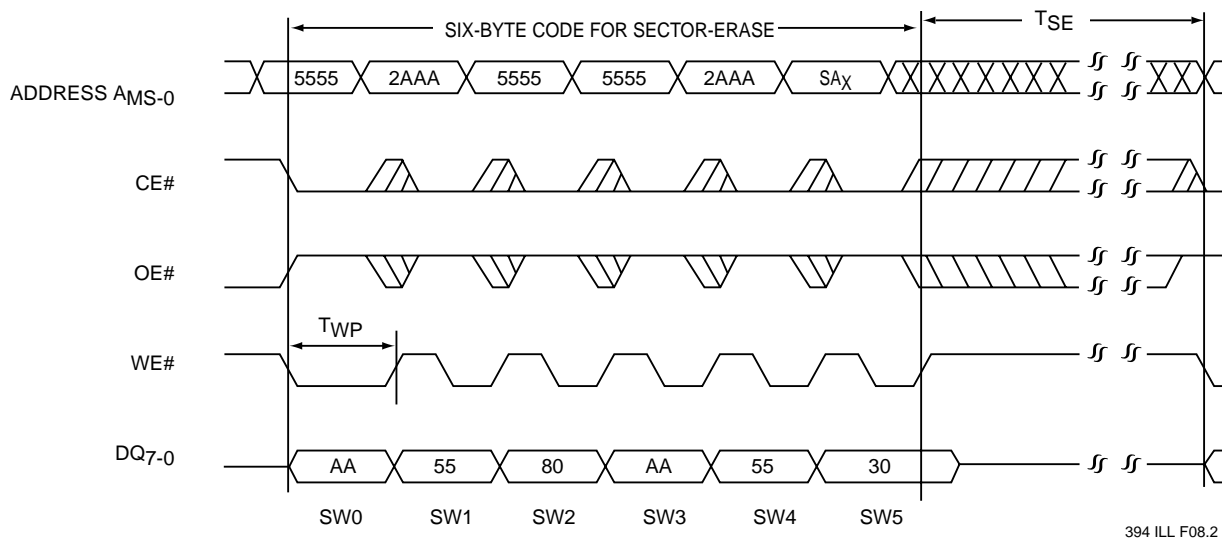 SIX-BYTE CODE FOR SECTOR-ERASE
TSE
ADDRESS AMS-0
5555 2AAA 5555 5555 2AAA SAX
CE#
OE#
TWP
WE#
DQ7-0
AA 55 80 AA 55 30
SW0 SW1 SW2 SW3 SW4 SW5
394 ILL F08.2